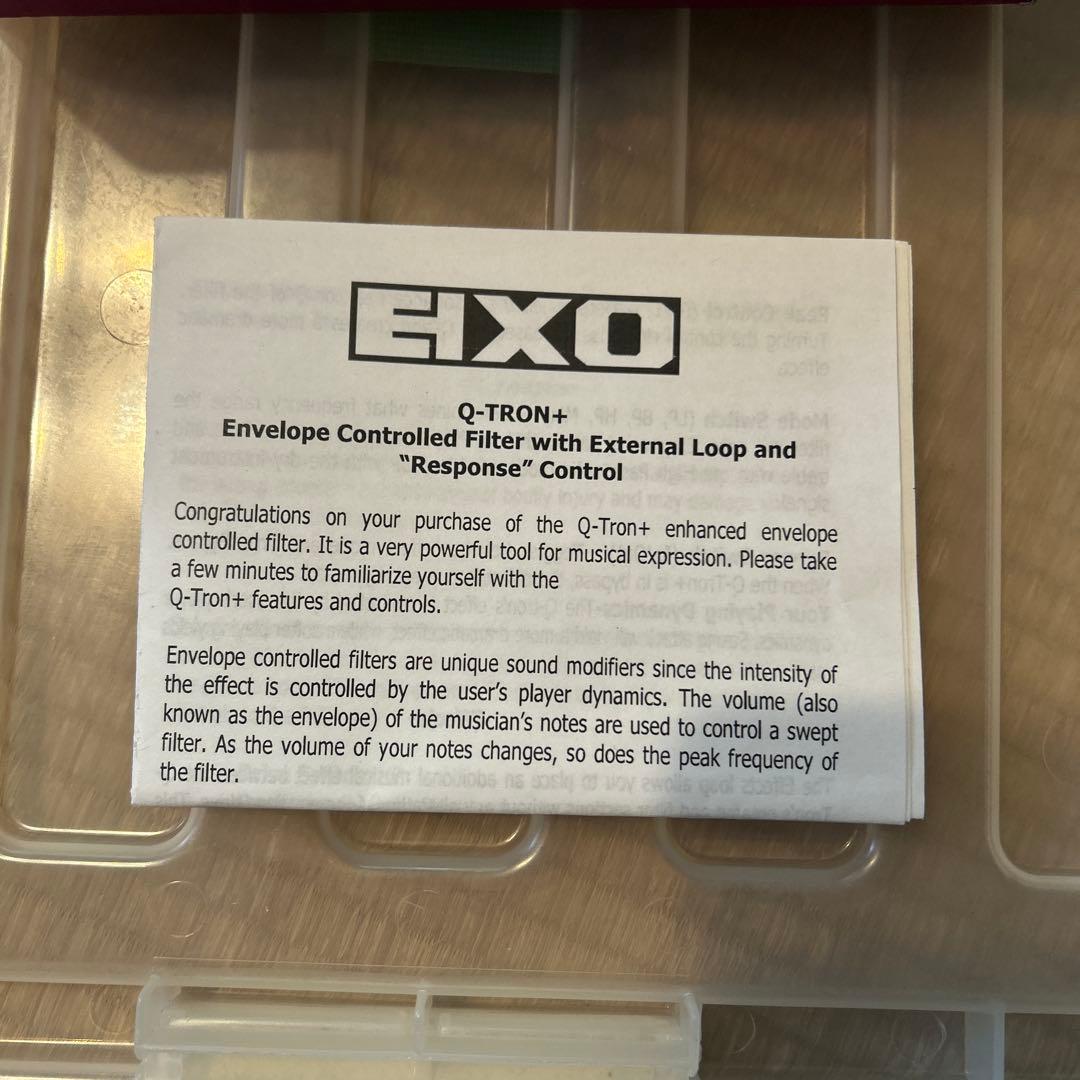 EHX
Q-TRON+
Envelope Controlled Filter with External Loop and
“Response” Control
Congratulations on your purchase of the Q-Tron+ enhanced envelope
controlled filter. It is a very powerful tool for musical expression. Please take
a few minutes to familiarize yourself with the
Q-Tron+ features and controls.
Envelope controlled filters are unique sound modifiers since the intensity of
the effect is controlled by the user’s player dynamics. The volume (also
known as the envelope) of the musician’s notes are used to control a swept
filter. As the volume of your notes changes, so does the peak frequency of
the filter.